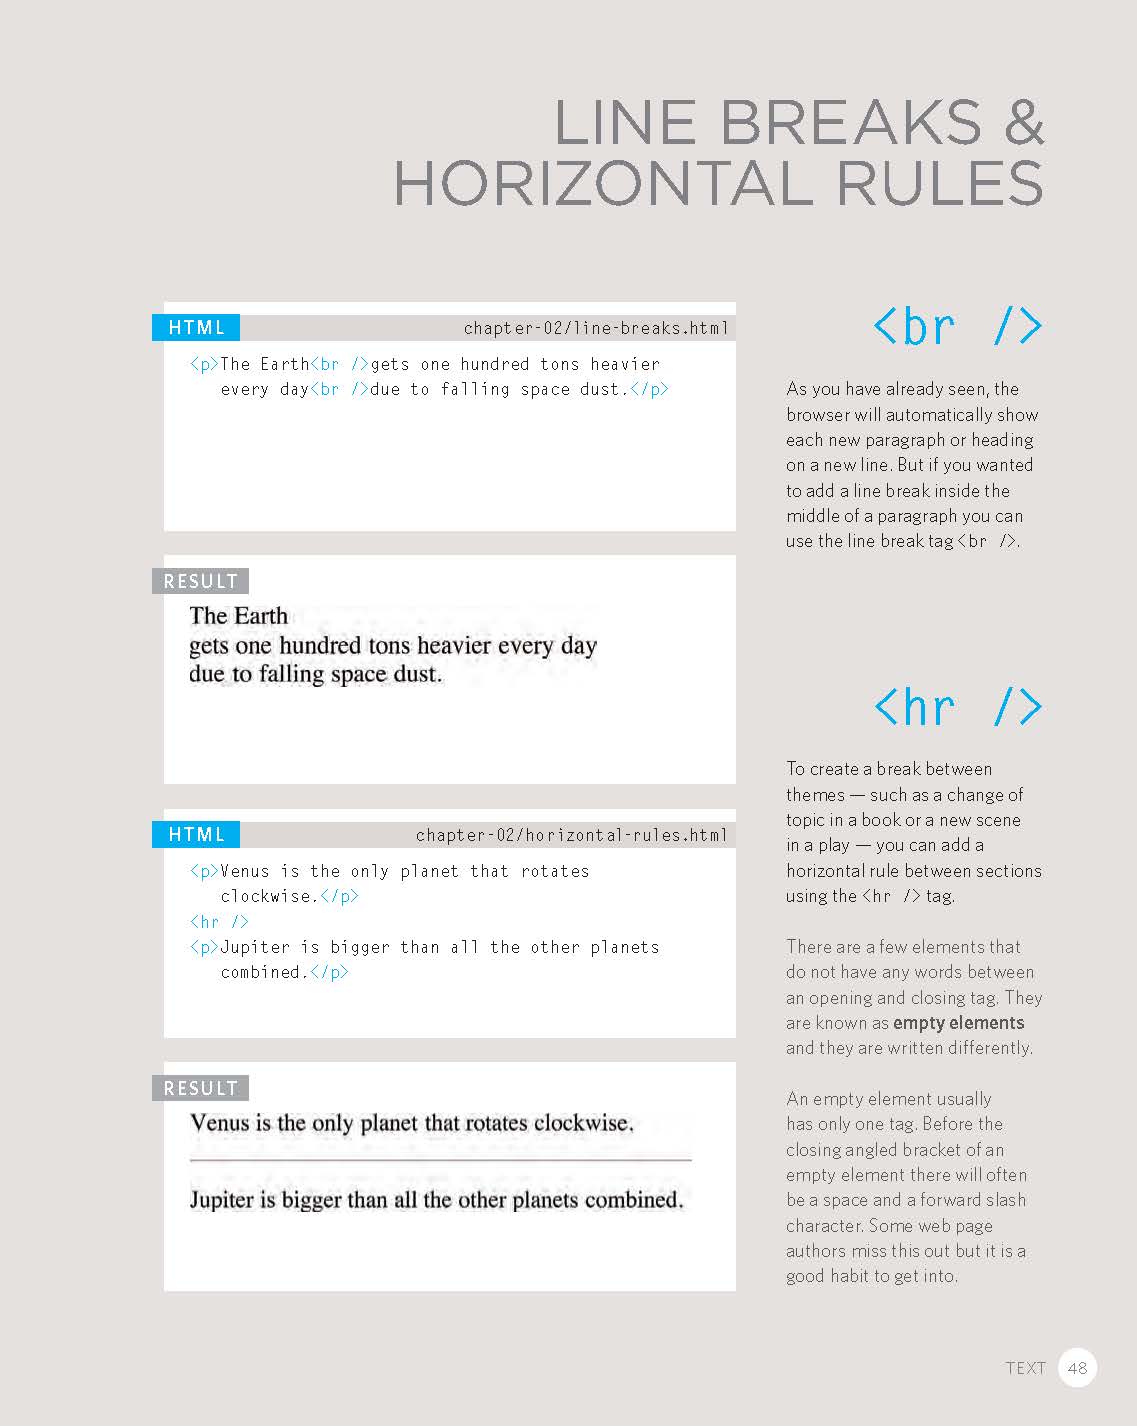 LINE BREAKS &
HORIZONTAL RULES
HTML
chapter-02/line-breaks.html
<p>The Earth<br />gets one hundred tons heavier
every day<br />due to falling space dust.</p>
RESULT
The Earth
gets one hundred tons heavier every day
due to falling space dust.
HTML
chapter-02/horizontal-rules.html
<p>Venus is the only planet that rotates
clockwise.</p>
<hr />
<p>Jupiter is bigger than all the other planets
combined.</p>
RESULT
Venus is the only planet that rotates clockwise.
Jupiter is bigger than all the other planets combined.
<br />
As you have already seen, the
browser will automatically show
each new paragraph or heading
on a new line. But if you wanted
to add a line break inside the
middle of a paragraph you can
use the line break tag <br />.
<hr />
To create a break between
themes — such as a change of
topic in a book or a new scene
in a play — you can add a
horizontal rule between sections
using the <hr /> tag.
There are a few elements that
do not have any words between
an opening and closing tag. They
are known as empty elements
and they are written differently.
An empty element usually
has only one tag. Before the
closing angled bracket of an
empty element there will often
be a space and a forward slash
character. Some web page
authors miss this out but it is a
good habit to get into.
TEXT 48